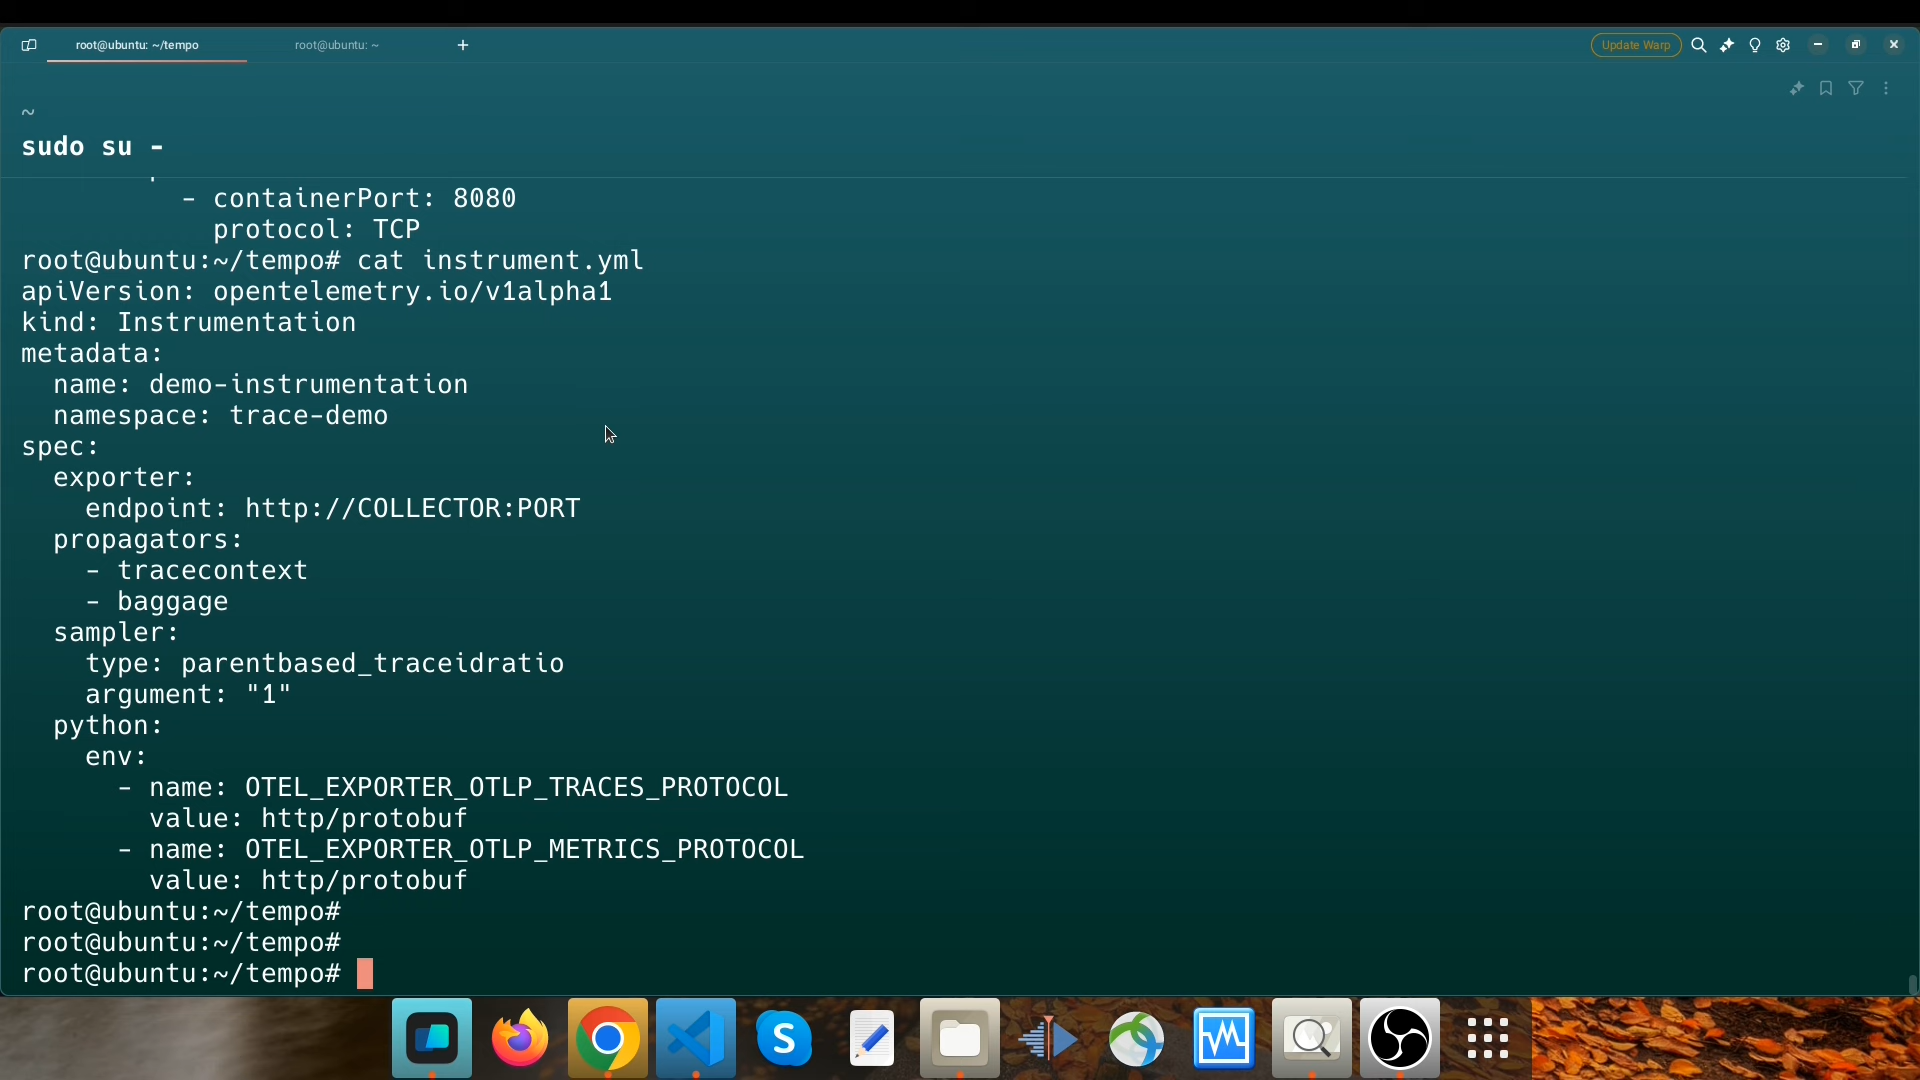 root@ubuntu: ~/tempo
root@ubuntu: ~
+
Update Warp
~
sudo su -
- containerPort: 8080
protocol: TCP
root@ubuntu:~/tempo# cat instrument.yml
apiVersion: opentelemetry.io/v1alpha1
kind: Instrumentation
metadata:
  name: demo-instrumentation
  namespace: trace-demo
spec:
  exporter:
    endpoint: http://COLLECTOR:PORT
  propagators:
    - tracecontext
    - baggage
  sampler:
    type: parentbased_traceidratio
    argument: "1"
  python:
    env:
      - name: OTEL_EXPORTER_OTLP_TRACES_PROTOCOL
        value: http/protobuf
      - name: OTEL_EXPORTER_OTLP_METRICS_PROTOCOL
        value: http/protobuf
root@ubuntu:~/tempo#
root@ubuntu:~/tempo#
root@ubuntu:~/tempo#